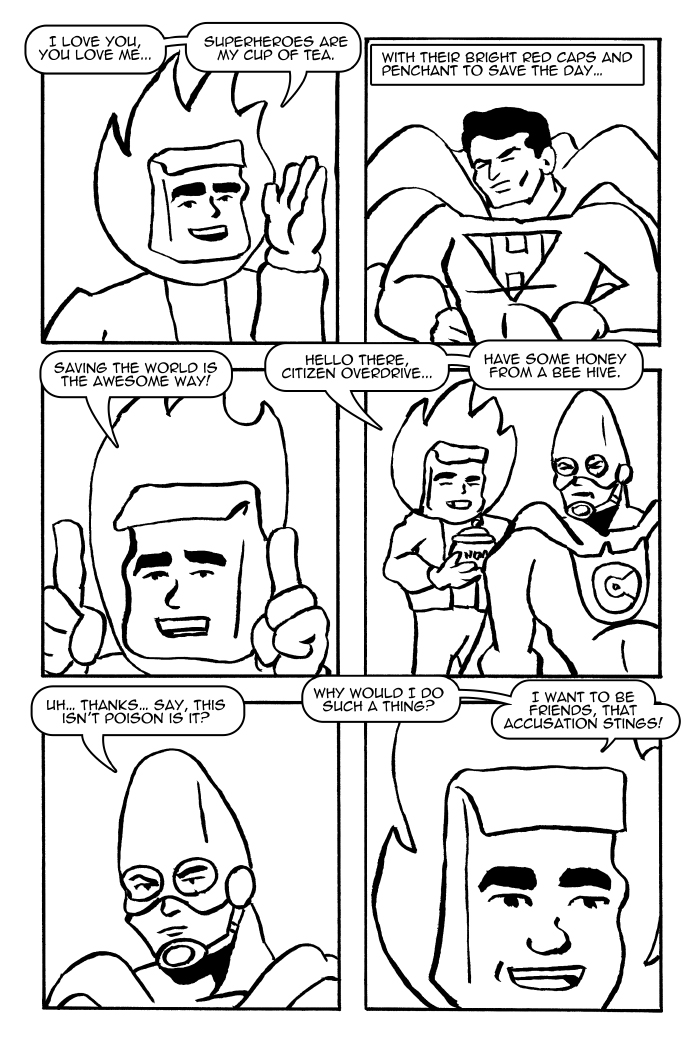 I LOVE YOU,
YOU LOVE ME...
SUPERHEROES ARE
MY CUP OF TEA.
WITH THEIR BRIGHT RED CAPS AND
PENCHANT TO SAVE THE DAY...
H
SAVING THE WORLD IS
THE AWESOME WAY!
HELLO THERE,
CITIZEN OVERDRIVE...
HAVE SOME HONEY
FROM A BEE HIVE.
C
UH... THANKS... SAY, THIS
ISN'T POISON IS IT?
WHY WOULD I DO
SUCH A THING?
I WANT TO BE
FRIENDS, THAT
ACCUSATION STINGS!